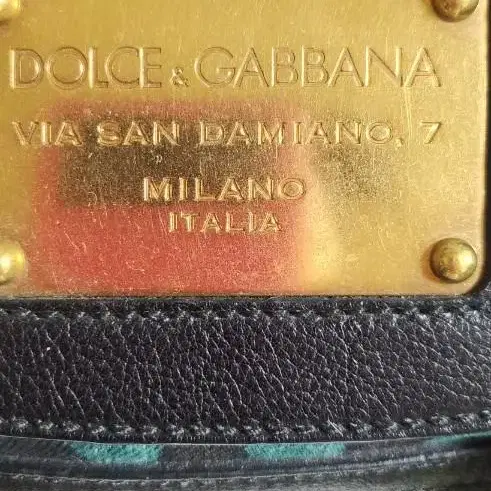 DOLCE & GABBANA
VIA SAN DAMIANO, 7
MILANO
ITALIA